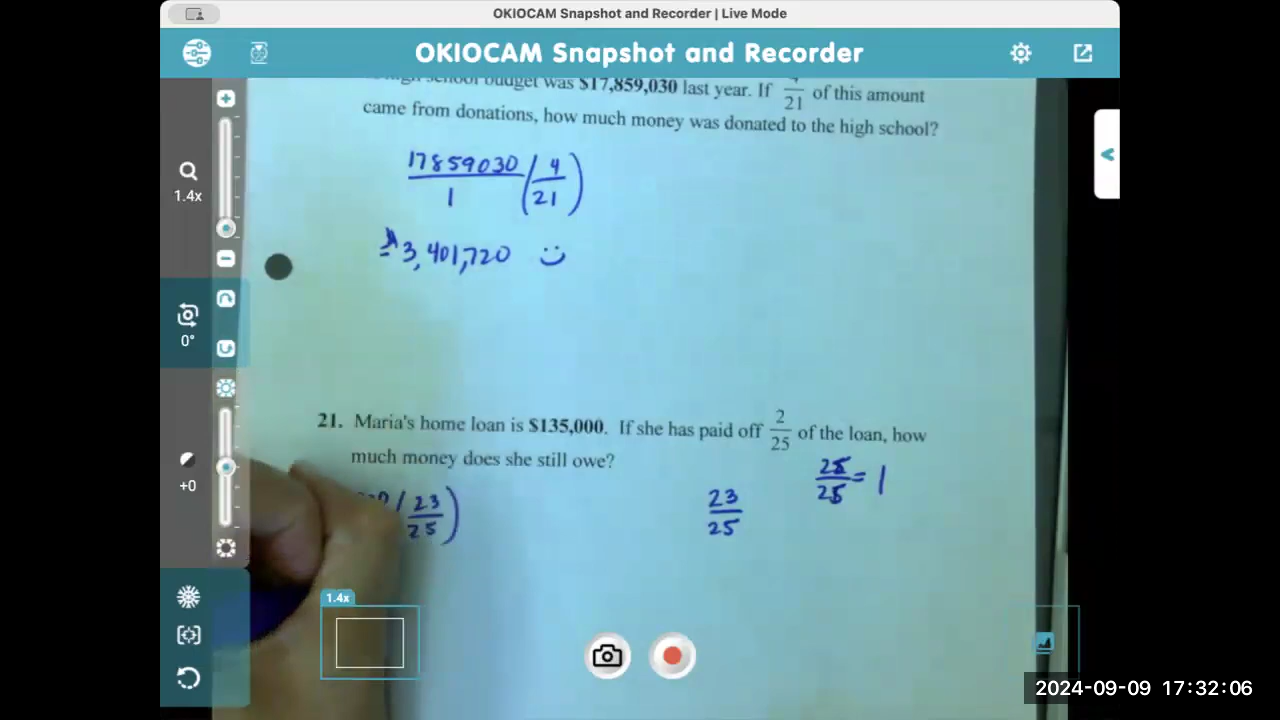 OKIOCAM Snapshot and Recorder | Live Mode
OKIOCAM Snapshot and Recorder
high school budget was $17,859,030 last year. If 4/21 of this amount
came from donations, how much money was donated to the high school?
17859030/1 (4/21)
3,401,720
21. Maria's home loan is $135,000. If she has paid off 2/25 of the loan, how
much money does she still owe?
25/25 = 1
(23/25)
23/25
1.4x
0°
+0
1.4x
2024-09-09 17:32:06